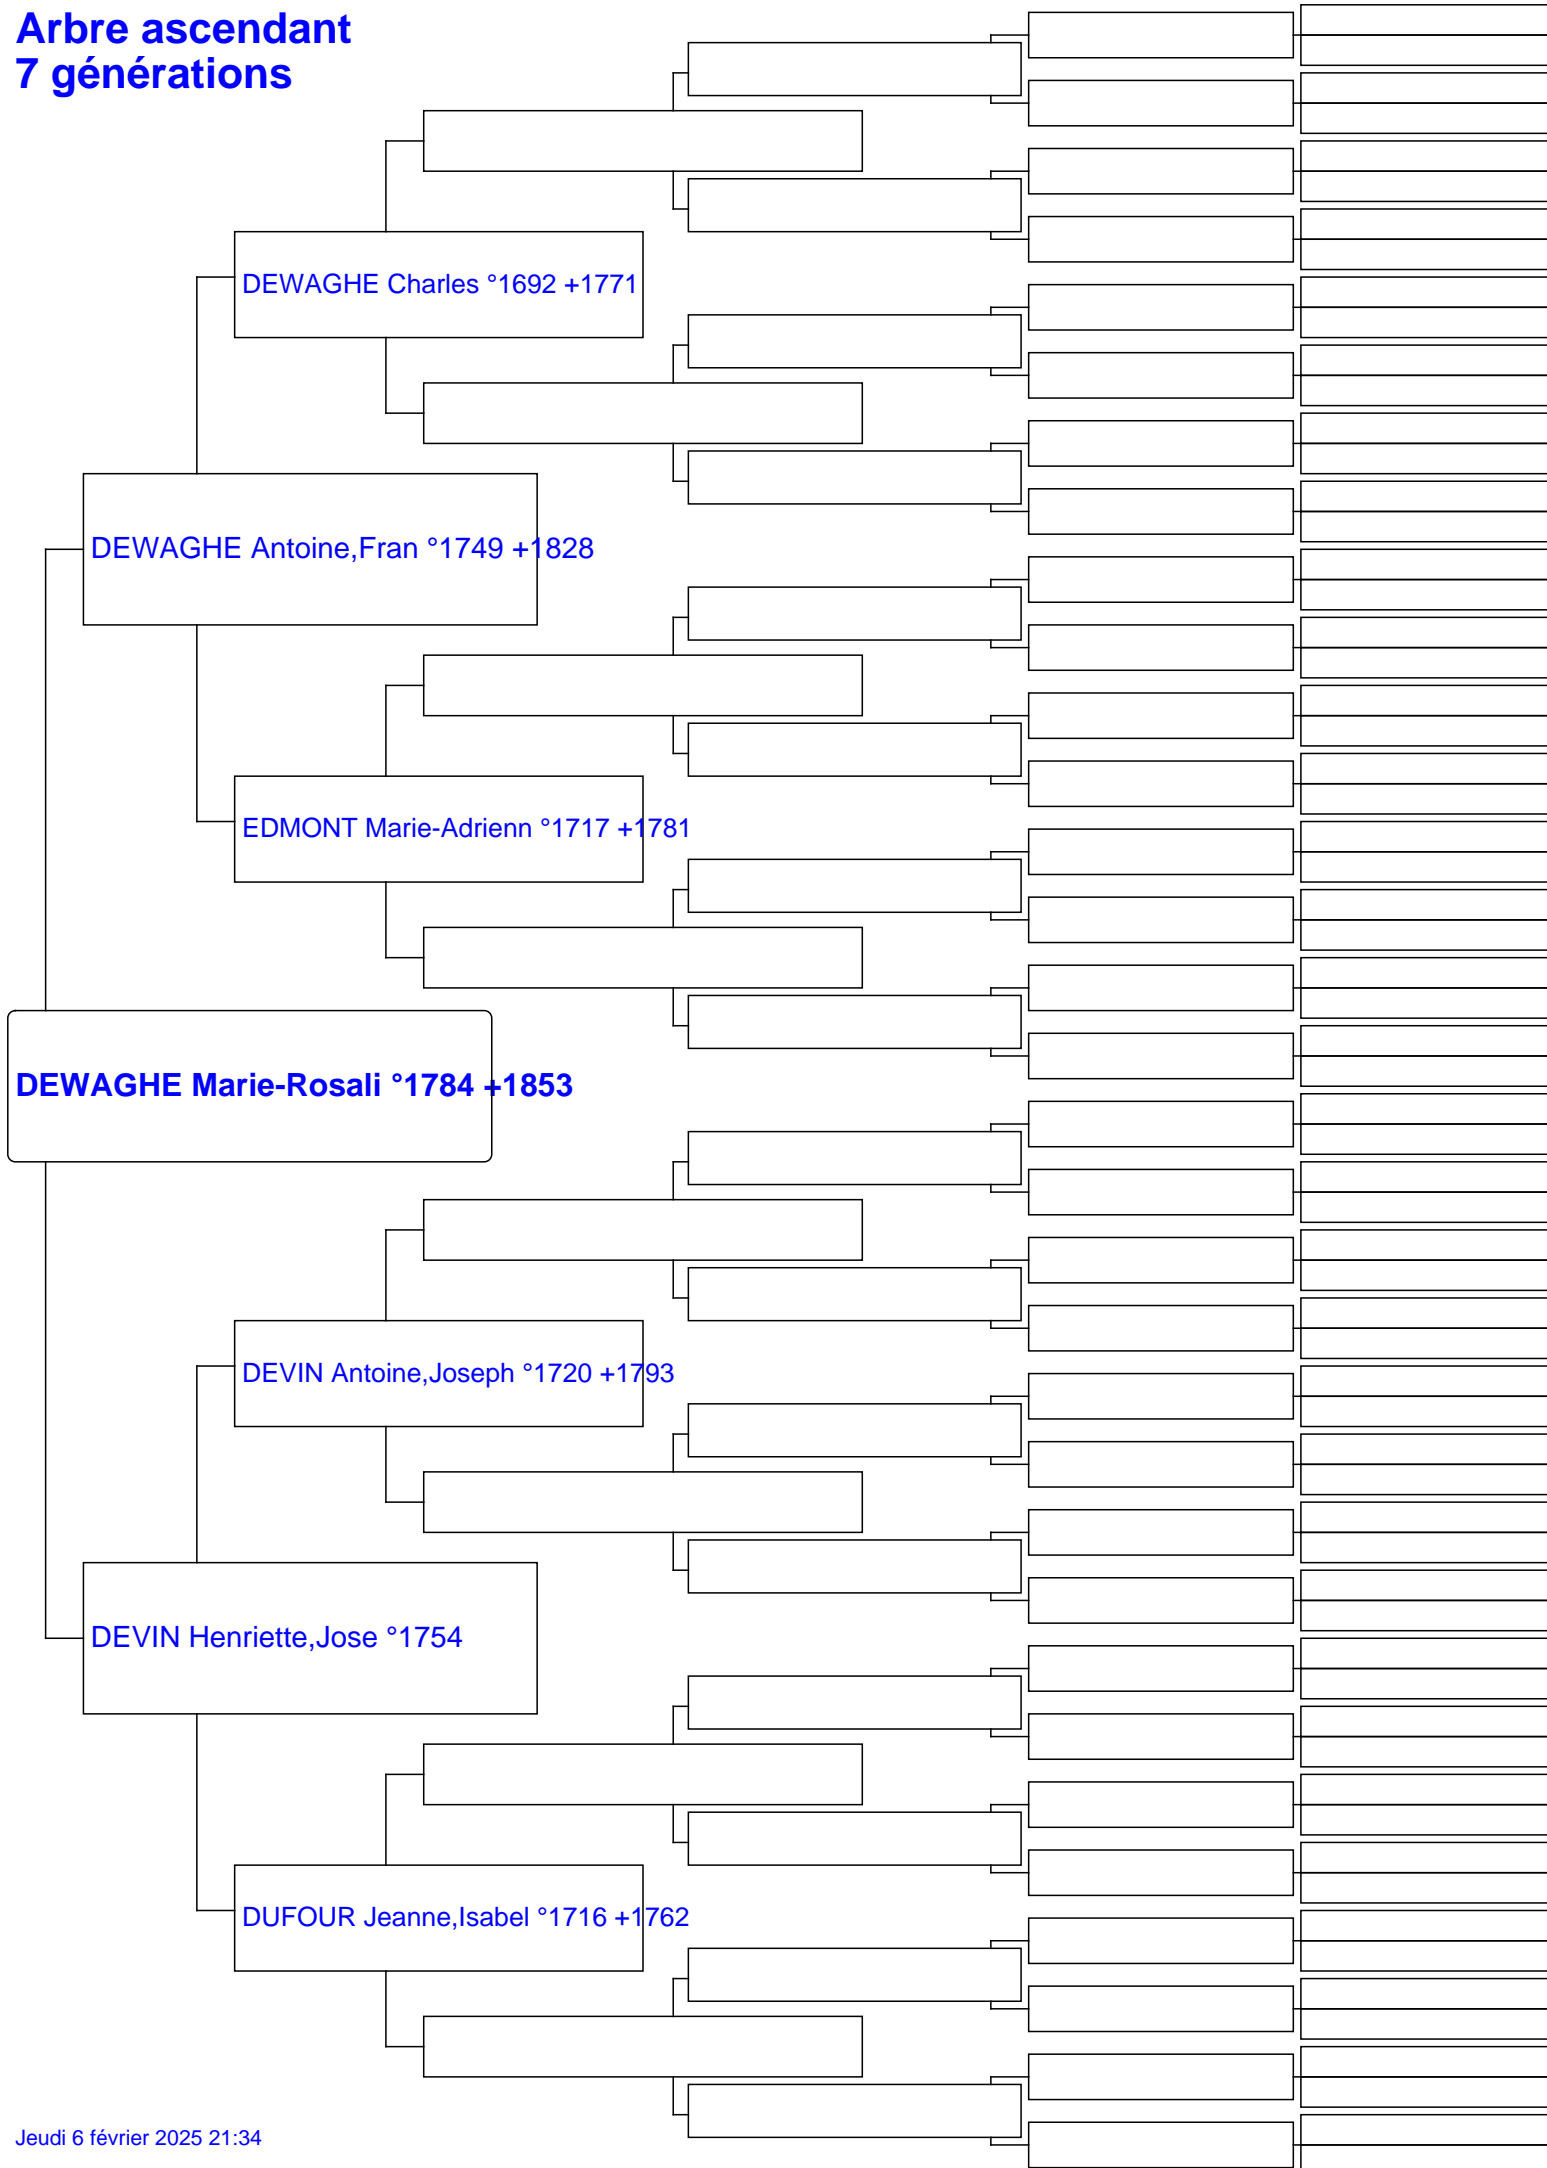 Arbre ascendant
7 générations
DEWAGHE Charles °1692 +1771
DEWAGHE Antoine,Fran °1749 +1828
EDMONT Marie-Adrienn °1717 +1781
DEWAGHE Marie-Rosali °1784 +1853
DEVIN Antoine,Joseph °1720 +1793
DEVIN Henriette,Jose °1754
DUFOUR Jeanne,Isabel °1716 +1762
Jeudi 6 février 2025 21:34